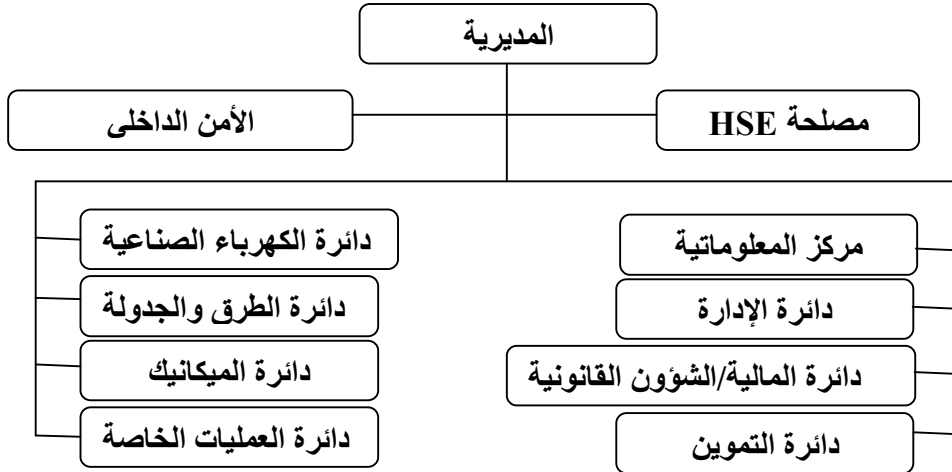 المديرية
مصلحة HSE
الأمن الداخلى
مركز المعلوماتية
دائرة الكهرباء الصناعية
دائرة الإدارة
دائرة الطرق والجدولة
دائرة المالية/الشؤون القانونية
دائرة الميكانيك
دائرة التموين
دائرة العمليات الخاصة